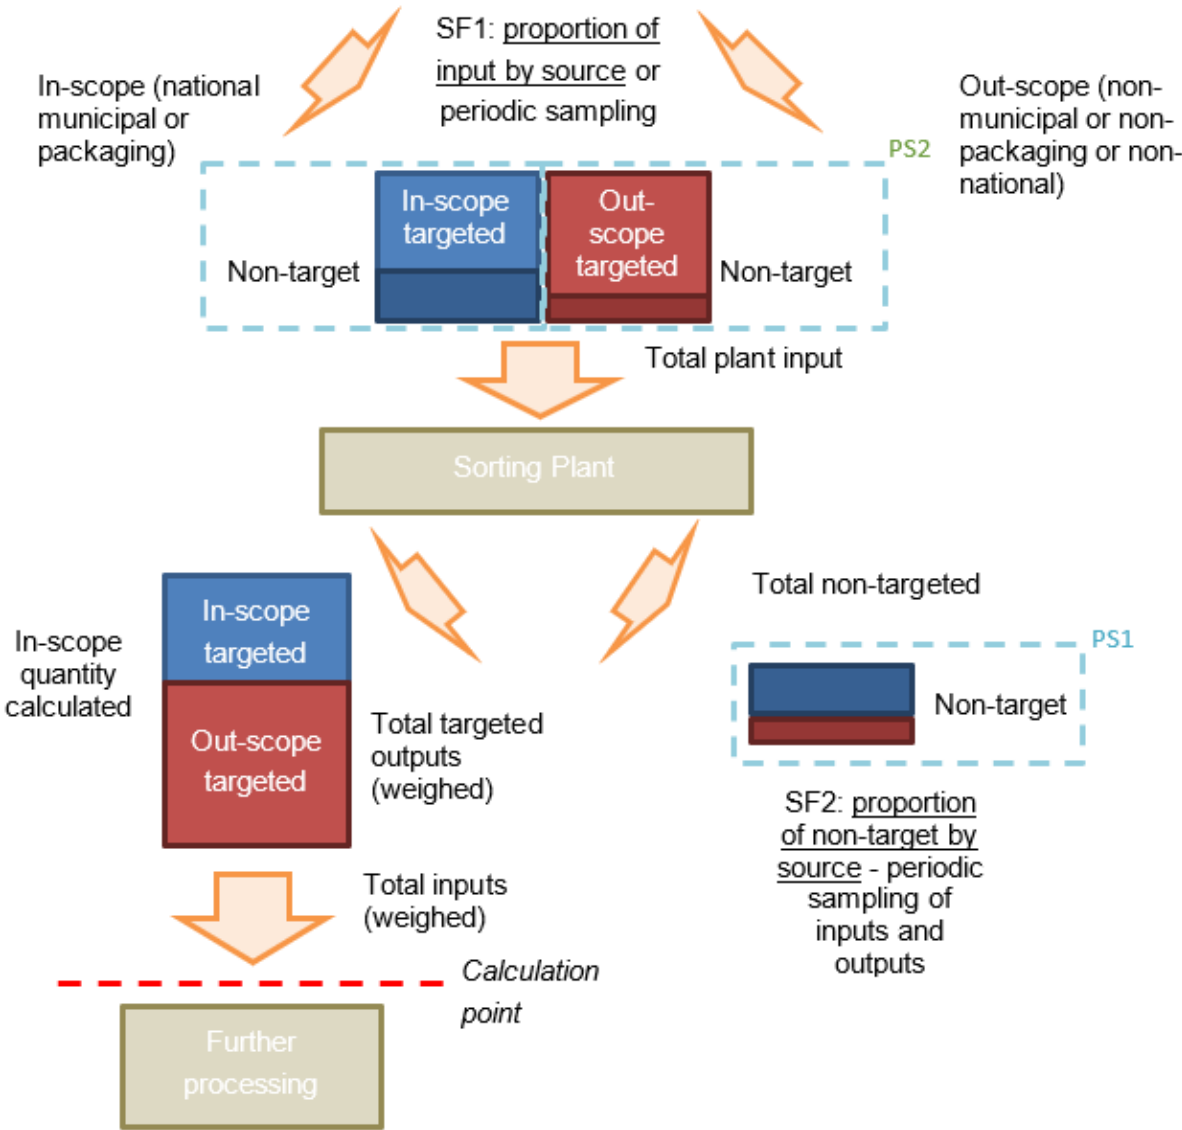 SF1: proportion of
input by source or
periodic sampling
In-scope (national
municipal or
packaging)
Out-scope (non-
municipal or non-
packaging or non-
national)
PS2
In-scope
targeted
Out-
scope
targeted
Non-target
Non-target
Total plant input
Sorting Plant
In-scope
targeted
Out-scope
targeted
In-scope
quantity
calculated
Total targeted
outputs
(weighed)
Total non-targeted
PS1
Non-target
SF2: proportion
of non-target by
source - periodic
sampling of
inputs and
outputs
Total inputs
(weighed)
Calculation
point
Further
processing